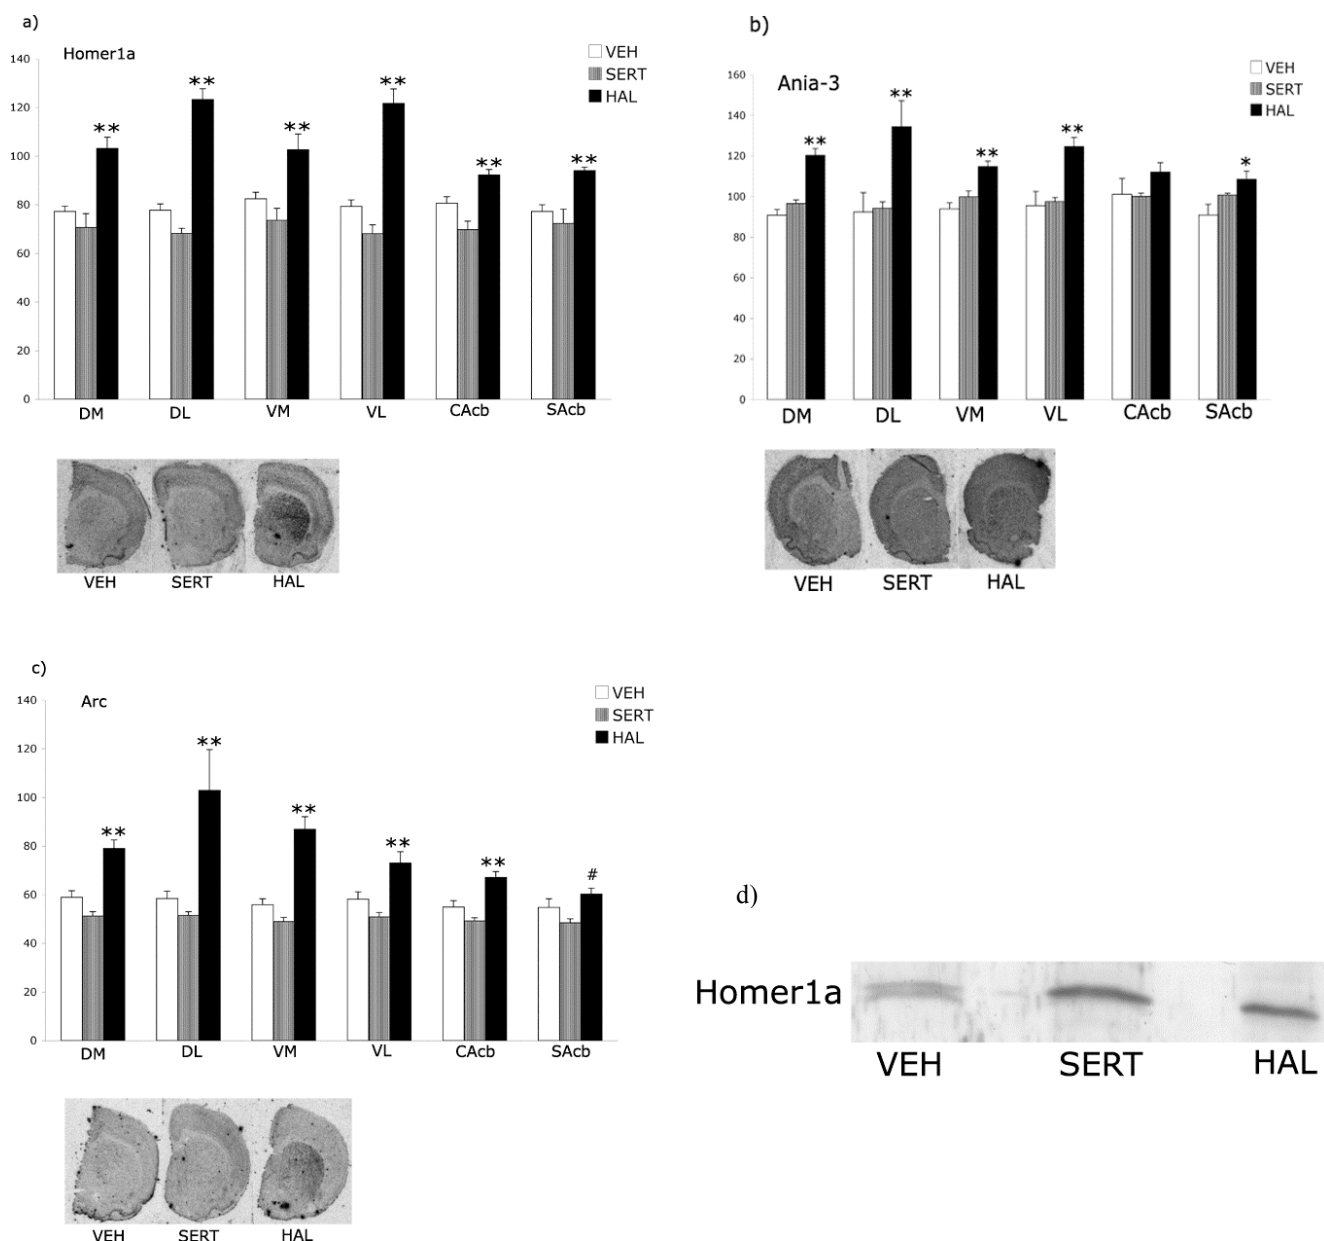 a)
Homer1a
VEH
SERT
HAL
140
120
100
80
60
40
20
0
** ** ** ** ** **
DM DL VM VL CAcb SAcb
VEH SERT HAL
b)
Ania-3
VEH
SERT
HAL
160
140
120
100
80
60
40
20
0
** ** ** ** *
DM DL VM VL CAcb SAcb
VEH SERT HAL
c)
Arc
VEH
SERT
HAL
140
120
100
80
60
40
20
0
** ** ** ** ** #
DM DL VM VL CAcb SAcb
VEH SERT HAL
d)
Homer1a
VEH SERT HAL